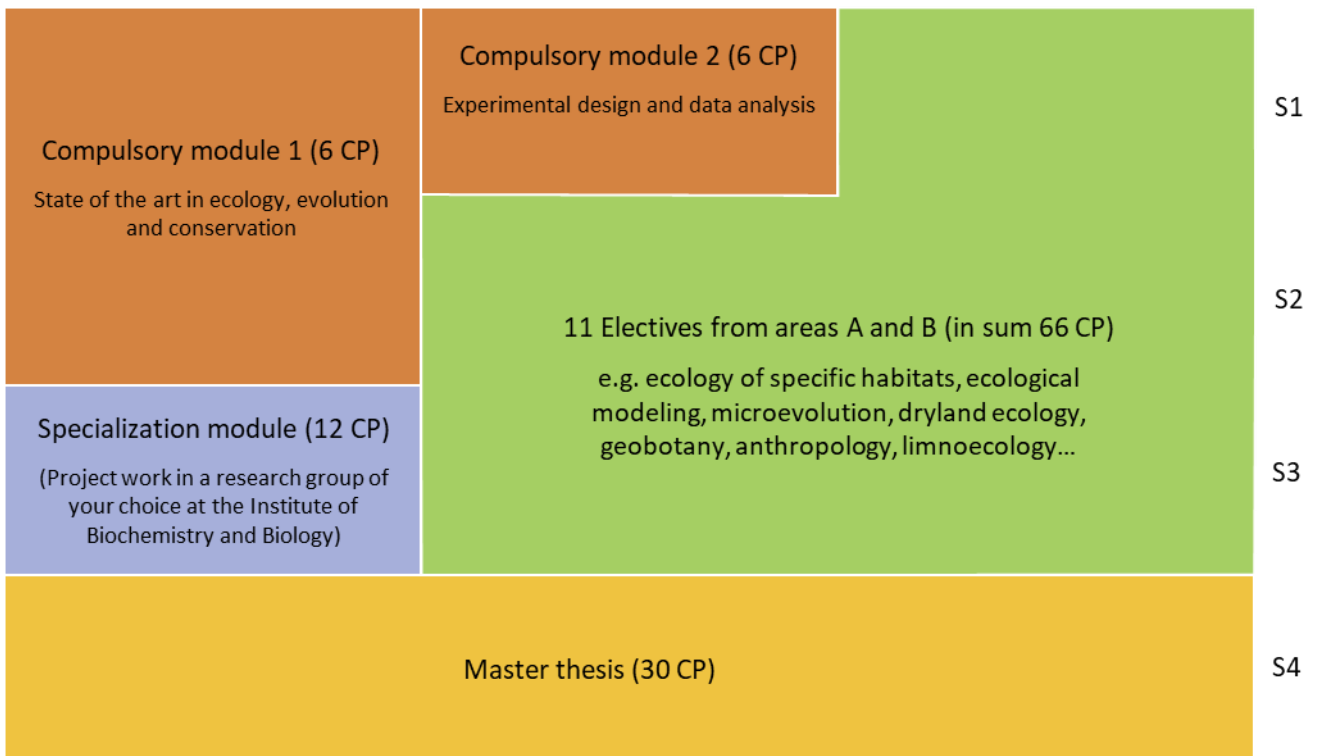 Compulsory module 1 (6 CP)
State of the art in ecology, evolution
and conservation
Compulsory module 2 (6 CP)
Experimental design and data analysis
S1
S2
11 Electives from areas A and B (in sum 66 CP)
e.g. ecology of specific habitats, ecological
modeling, microevolution, dryland ecology,
geobotany, anthropology, limnoecology...
Specialization module (12 CP)
(Project work in a research group of
your choice at the Institute of
Biochemistry and Biology)
S3
Master thesis (30 CP)
S4